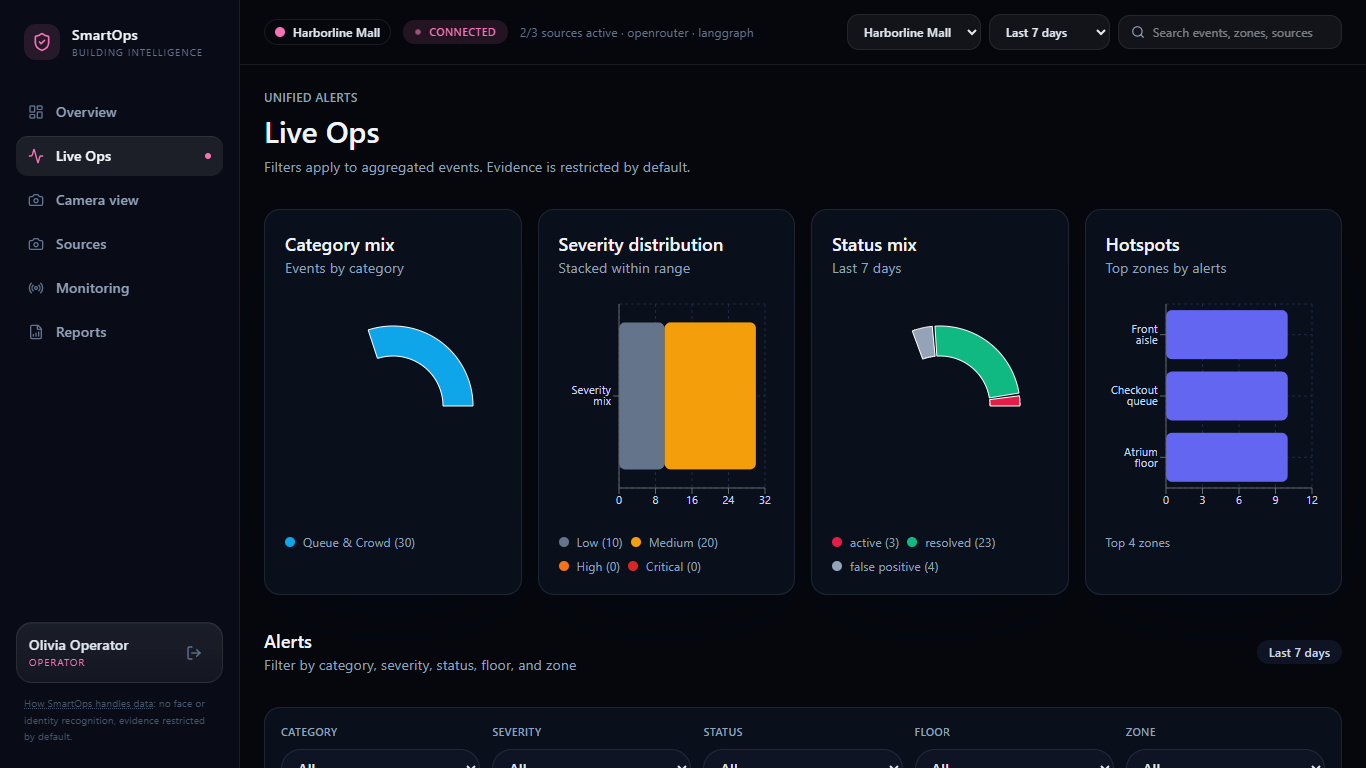 SmartOps
BUILDING INTELLIGENCE
Overview
Live Ops
Camera view
Sources
Monitoring
Reports
Olivia Operator
OPERATOR
How SmartOps handles data: no face or
identity recognition, evidence restricted
by default.
Harborline Mall
CONNECTED
2/3 sources active · openrouter · langgraph
Harborline Mall
Last 7 days
Search events, zones, sources
UNIFIED ALERTS
Live Ops
Filters apply to aggregated events. Evidence is restricted by default.
Category mix
Events by category
Queue & Crowd (30)
Severity distribution
Stacked within range
Severity
mix
0 8 16 24 32
Low (10) Medium (20)
High (0) Critical (0)
Status mix
Last 7 days
active (3) resolved (23)
false positive (4)
Hotspots
Top zones by alerts
Front
aisle
Checkout
queue
Atrium
floor
0 3 6 9 12
Top 4 zones
Alerts
Filter by category, severity, status, floor, and zone
Last 7 days
CATEGORY SEVERITY STATUS FLOOR ZONE
All All All All All